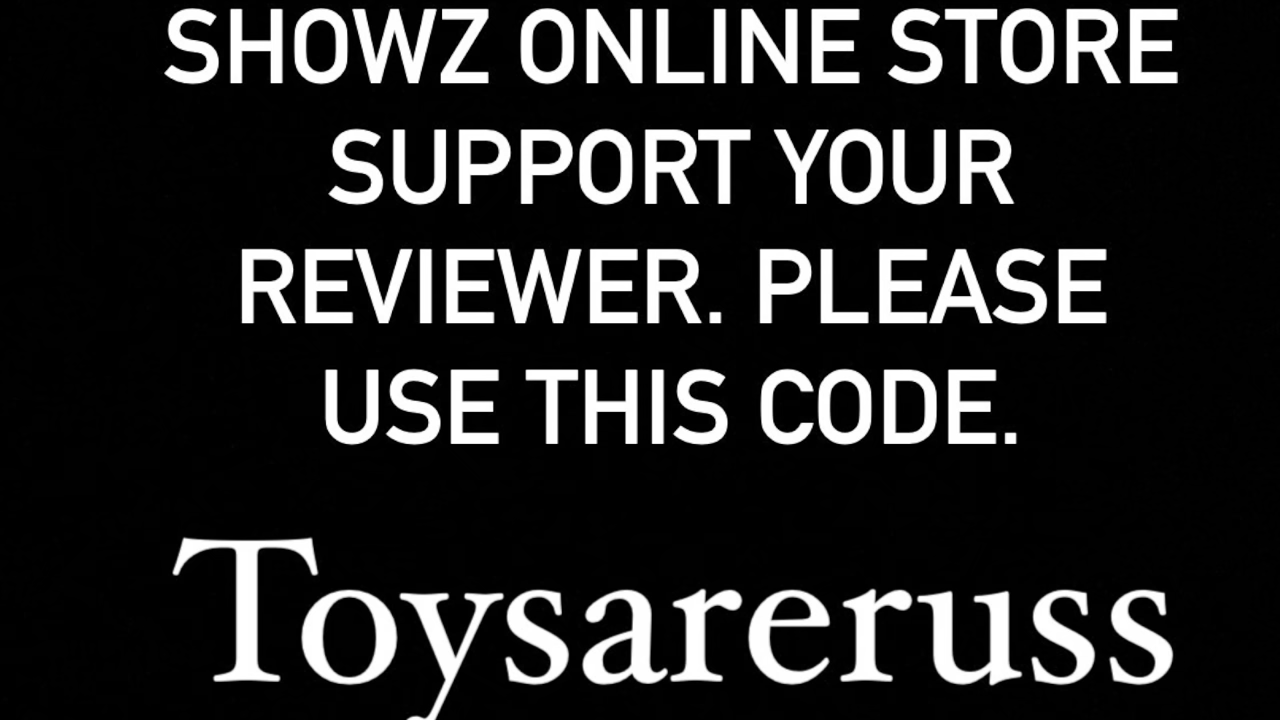 SHOWZ ONLINE STORE
SUPPORT YOUR
REVIEWER. PLEASE
USE THIS CODE.
Toysareruss